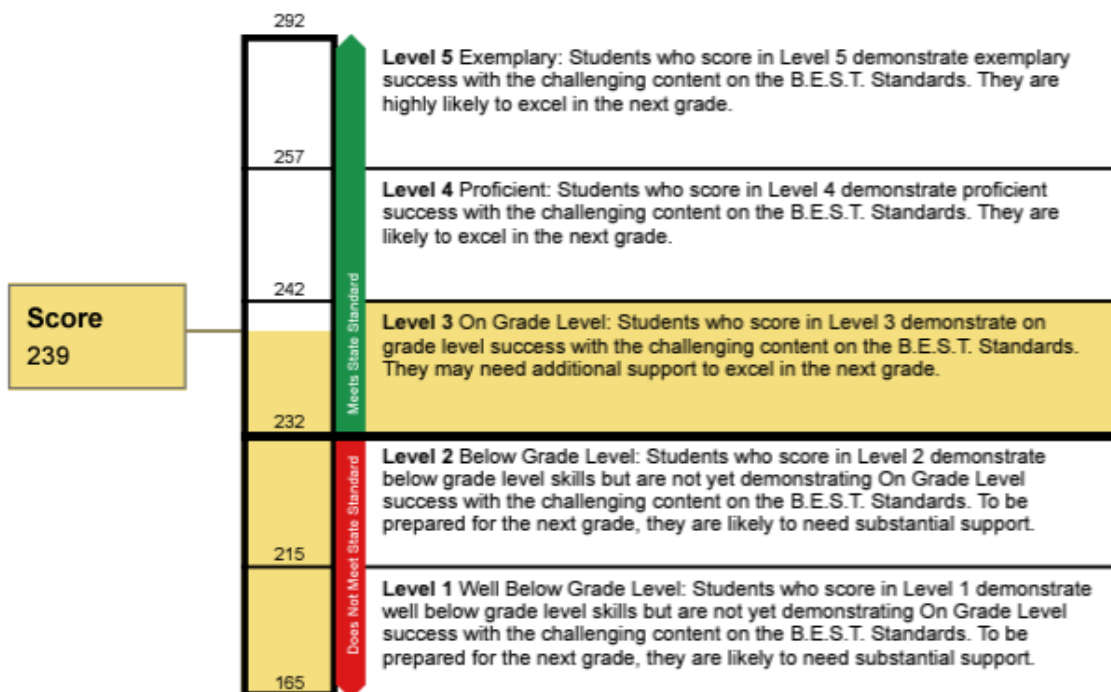 292
Level 5 Exemplary: Students who score in Level 5 demonstrate exemplary
success with the challenging content on the B.E.S.T. Standards. They are
highly likely to excel in the next grade.
257
Level 4 Proficient: Students who score in Level 4 demonstrate proficient
success with the challenging content on the B.E.S.T. Standards. They are
likely to excel in the next grade.
242
Score
239
Meets State Standard
Level 3 On Grade Level: Students who score in Level 3 demonstrate on
grade level success with the challenging content on the B.E.S.T. Standards.
They may need additional support to excel in the next grade.
232
Level 2 Below Grade Level: Students who score in Level 2 demonstrate
below grade level skills but are not yet demonstrating On Grade Level
success with the challenging content on the B.E.S.T. Standards. To be
prepared for the next grade, they are likely to need substantial support.
215
Does Not Meet State Standard
Level 1 Well Below Grade Level: Students who score in Level 1 demonstrate
well below grade level skills but are not yet demonstrating On Grade Level
success with the challenging content on the B.E.S.T. Standards. To be
prepared for the next grade, they are likely to need substantial support.
165